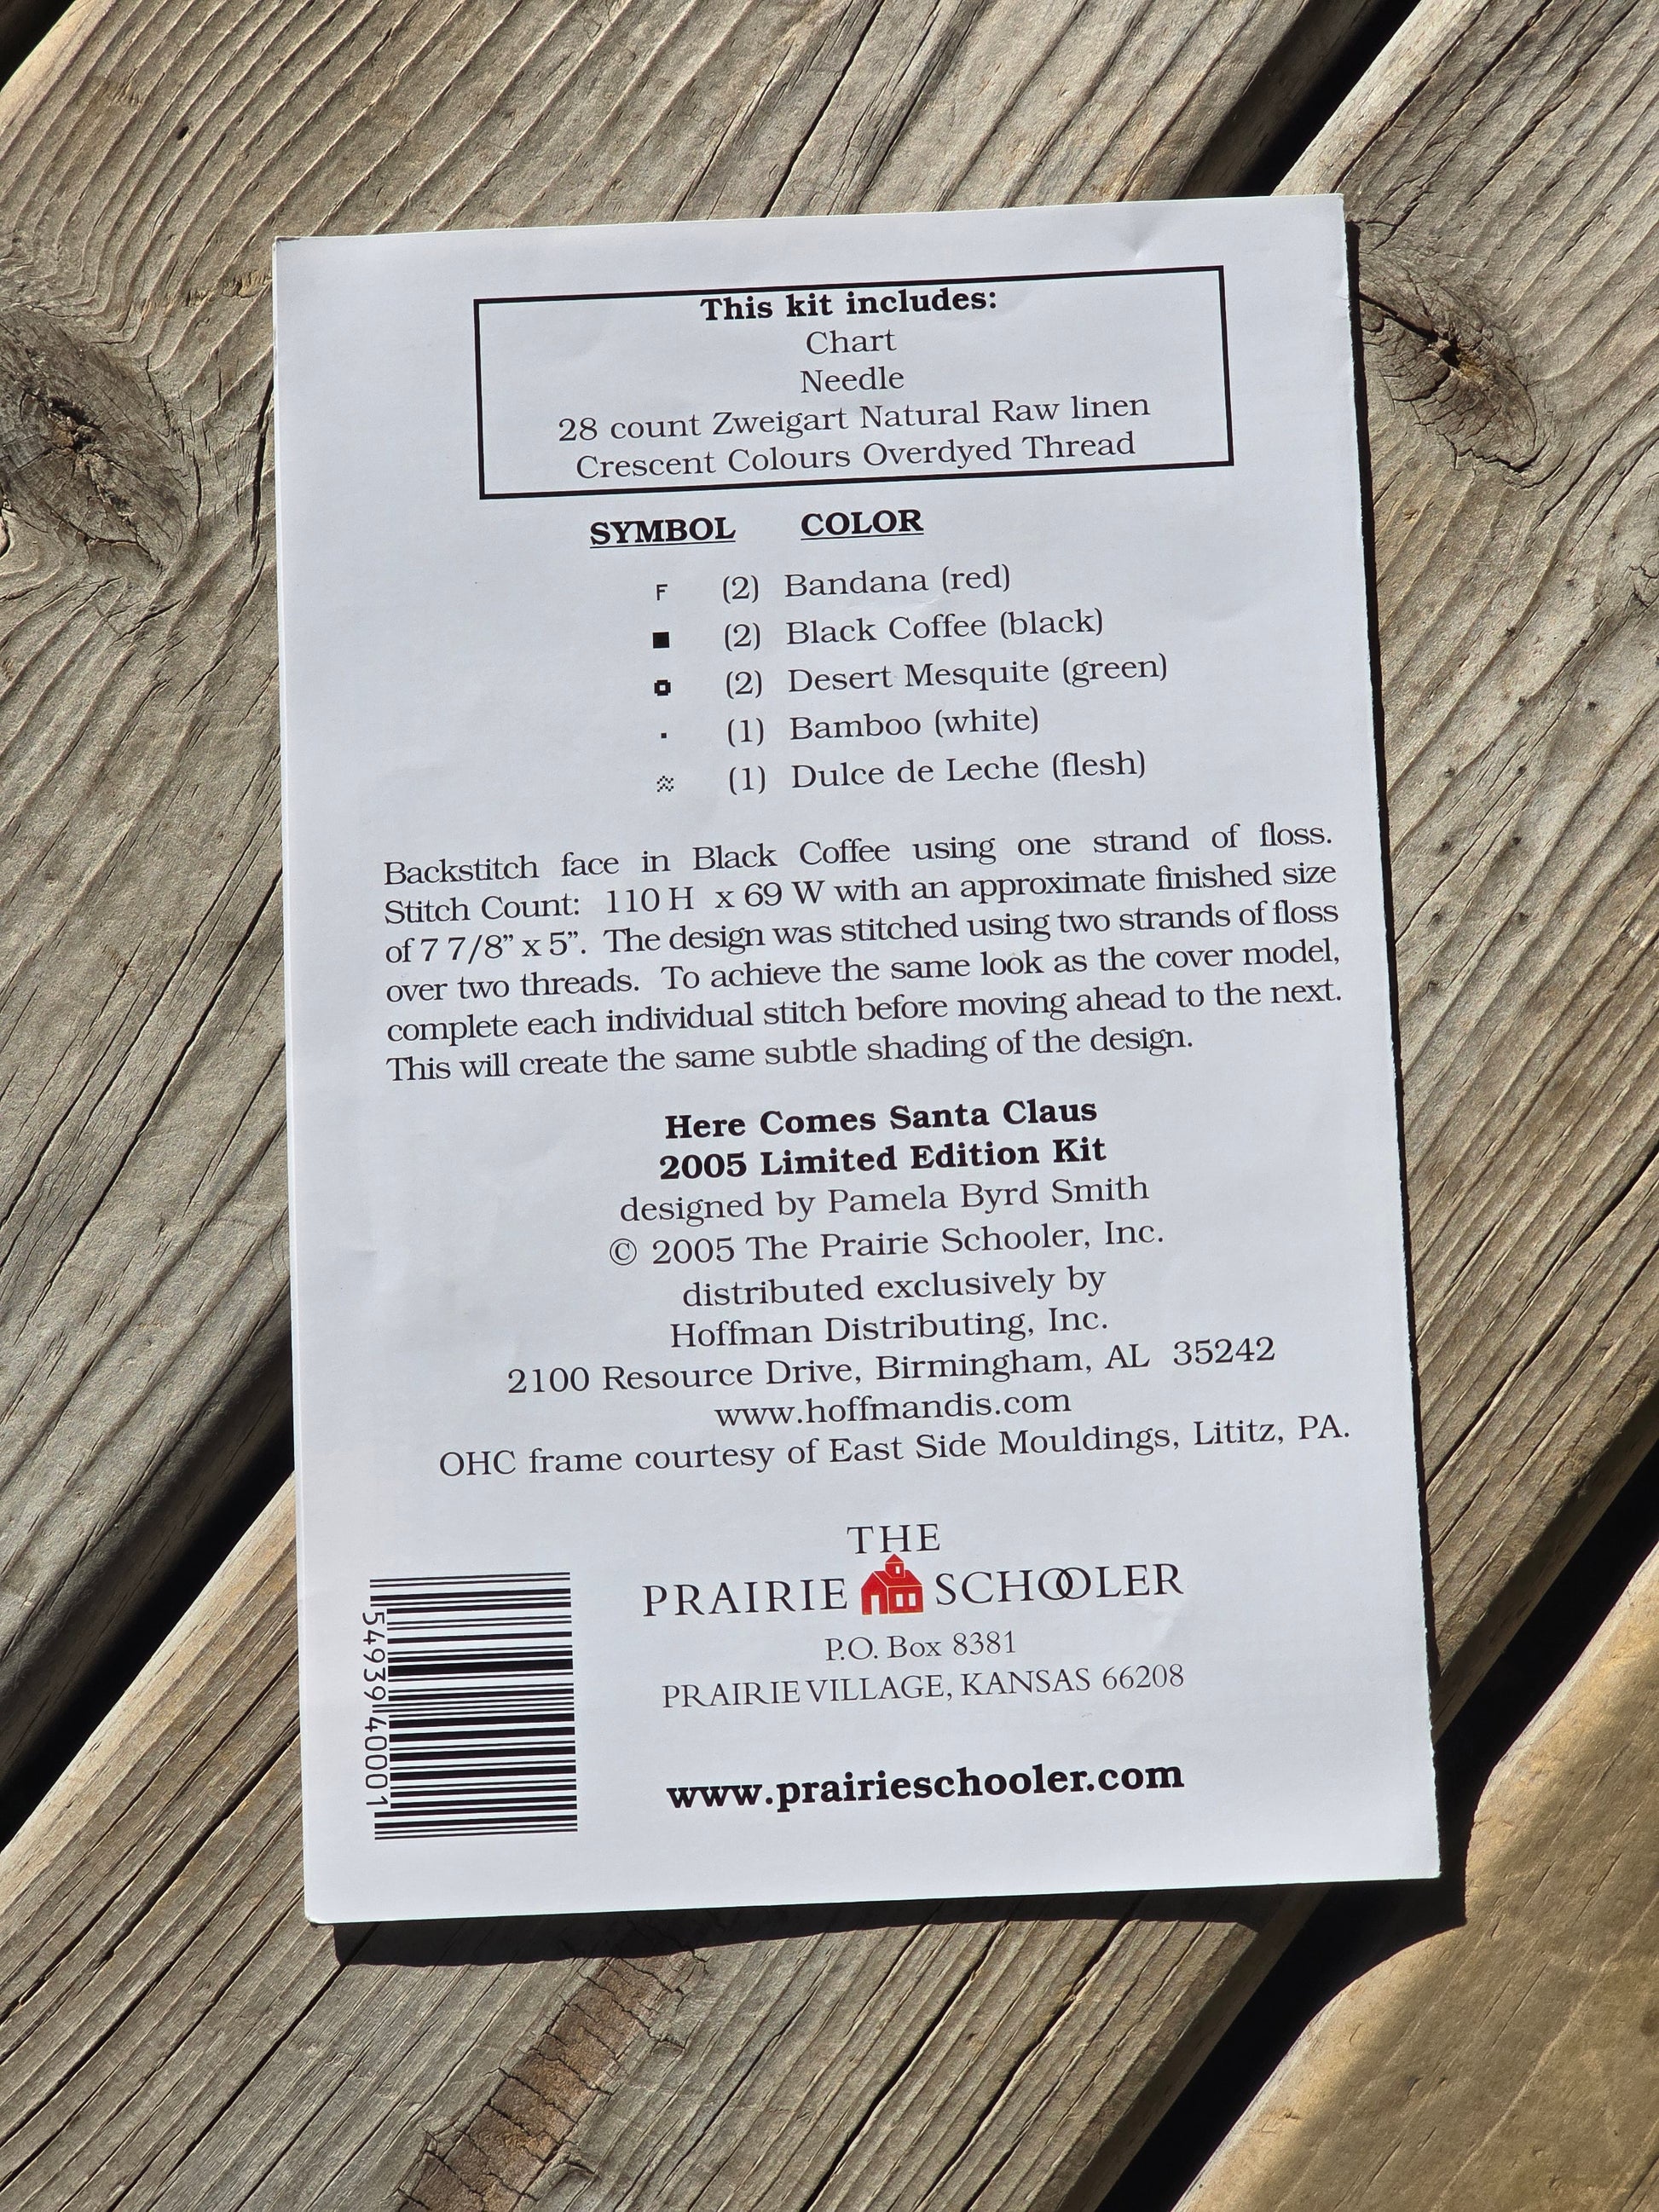 This kit includes:
Chart
Needle
28 count Zweigart Natural Raw linen
Crescent Colours Overdyed Thread
SYMBOL COLOR
F (2) Bandana (red)
■ (2) Black Coffee (black)
(2) Desert Mesquite (green)
· (1) Bamboo (white)
(1) Dulce de Leche (flesh)
Backstitch face in Black Coffee using one strand of floss.
Stitch Count: 110 H x 69 W with an approximate finished size
of 7 7/8” x 5”. The design was stitched using two strands of floss
over two threads. To achieve the same look as the cover model,
complete each individual stitch before moving ahead to the next.
This will create the same subtle shading of the design.
Here Comes Santa Claus
2005 Limited Edition Kit
designed by Pamela Byrd Smith
© 2005 The Prairie Schooler, Inc.
distributed exclusively by
Hoffman Distributing, Inc.
2100 Resource Drive, Birmingham, AL 35242
www.hoffmandis.com
OHC frame courtesy of East Side Mouldings, Lititz, PA.
THE
PRAIRIE SCHOOLER
P.O. Box 8381
PRAIRIE VILLAGE, KANSAS 66208
www.prairieschooler.com
54939 40001